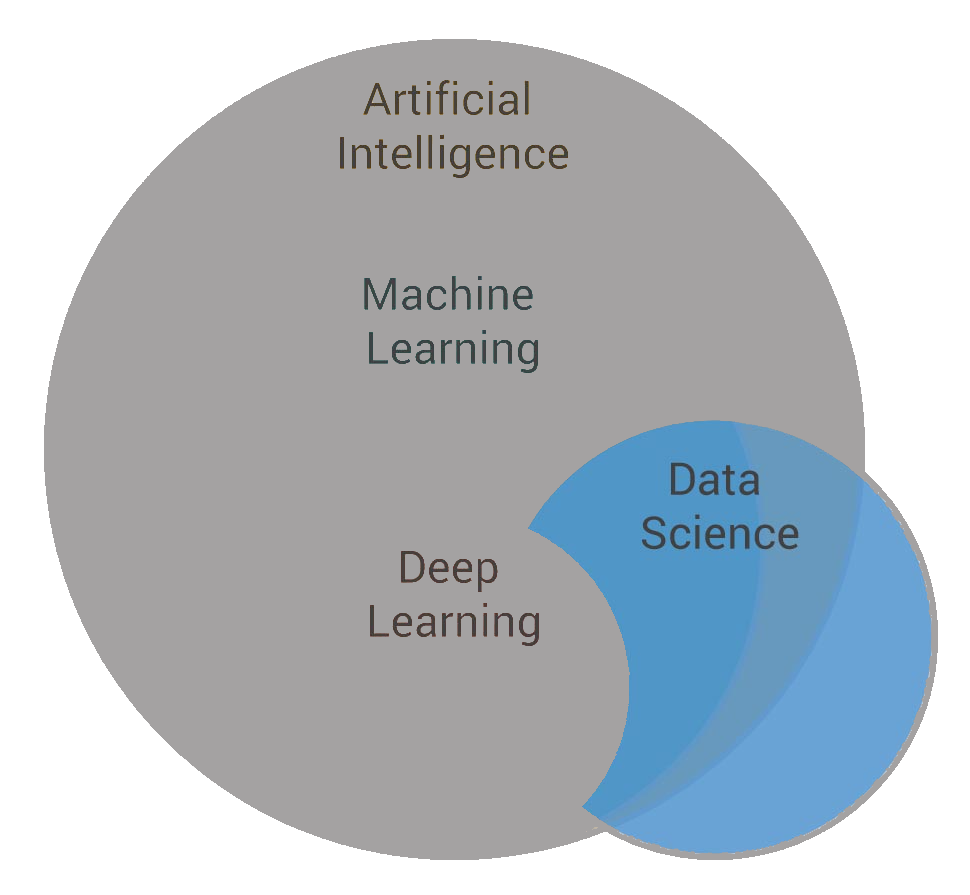 Artificial
Intelligence
Machine
Learning
Data
Science
Deep
Learning